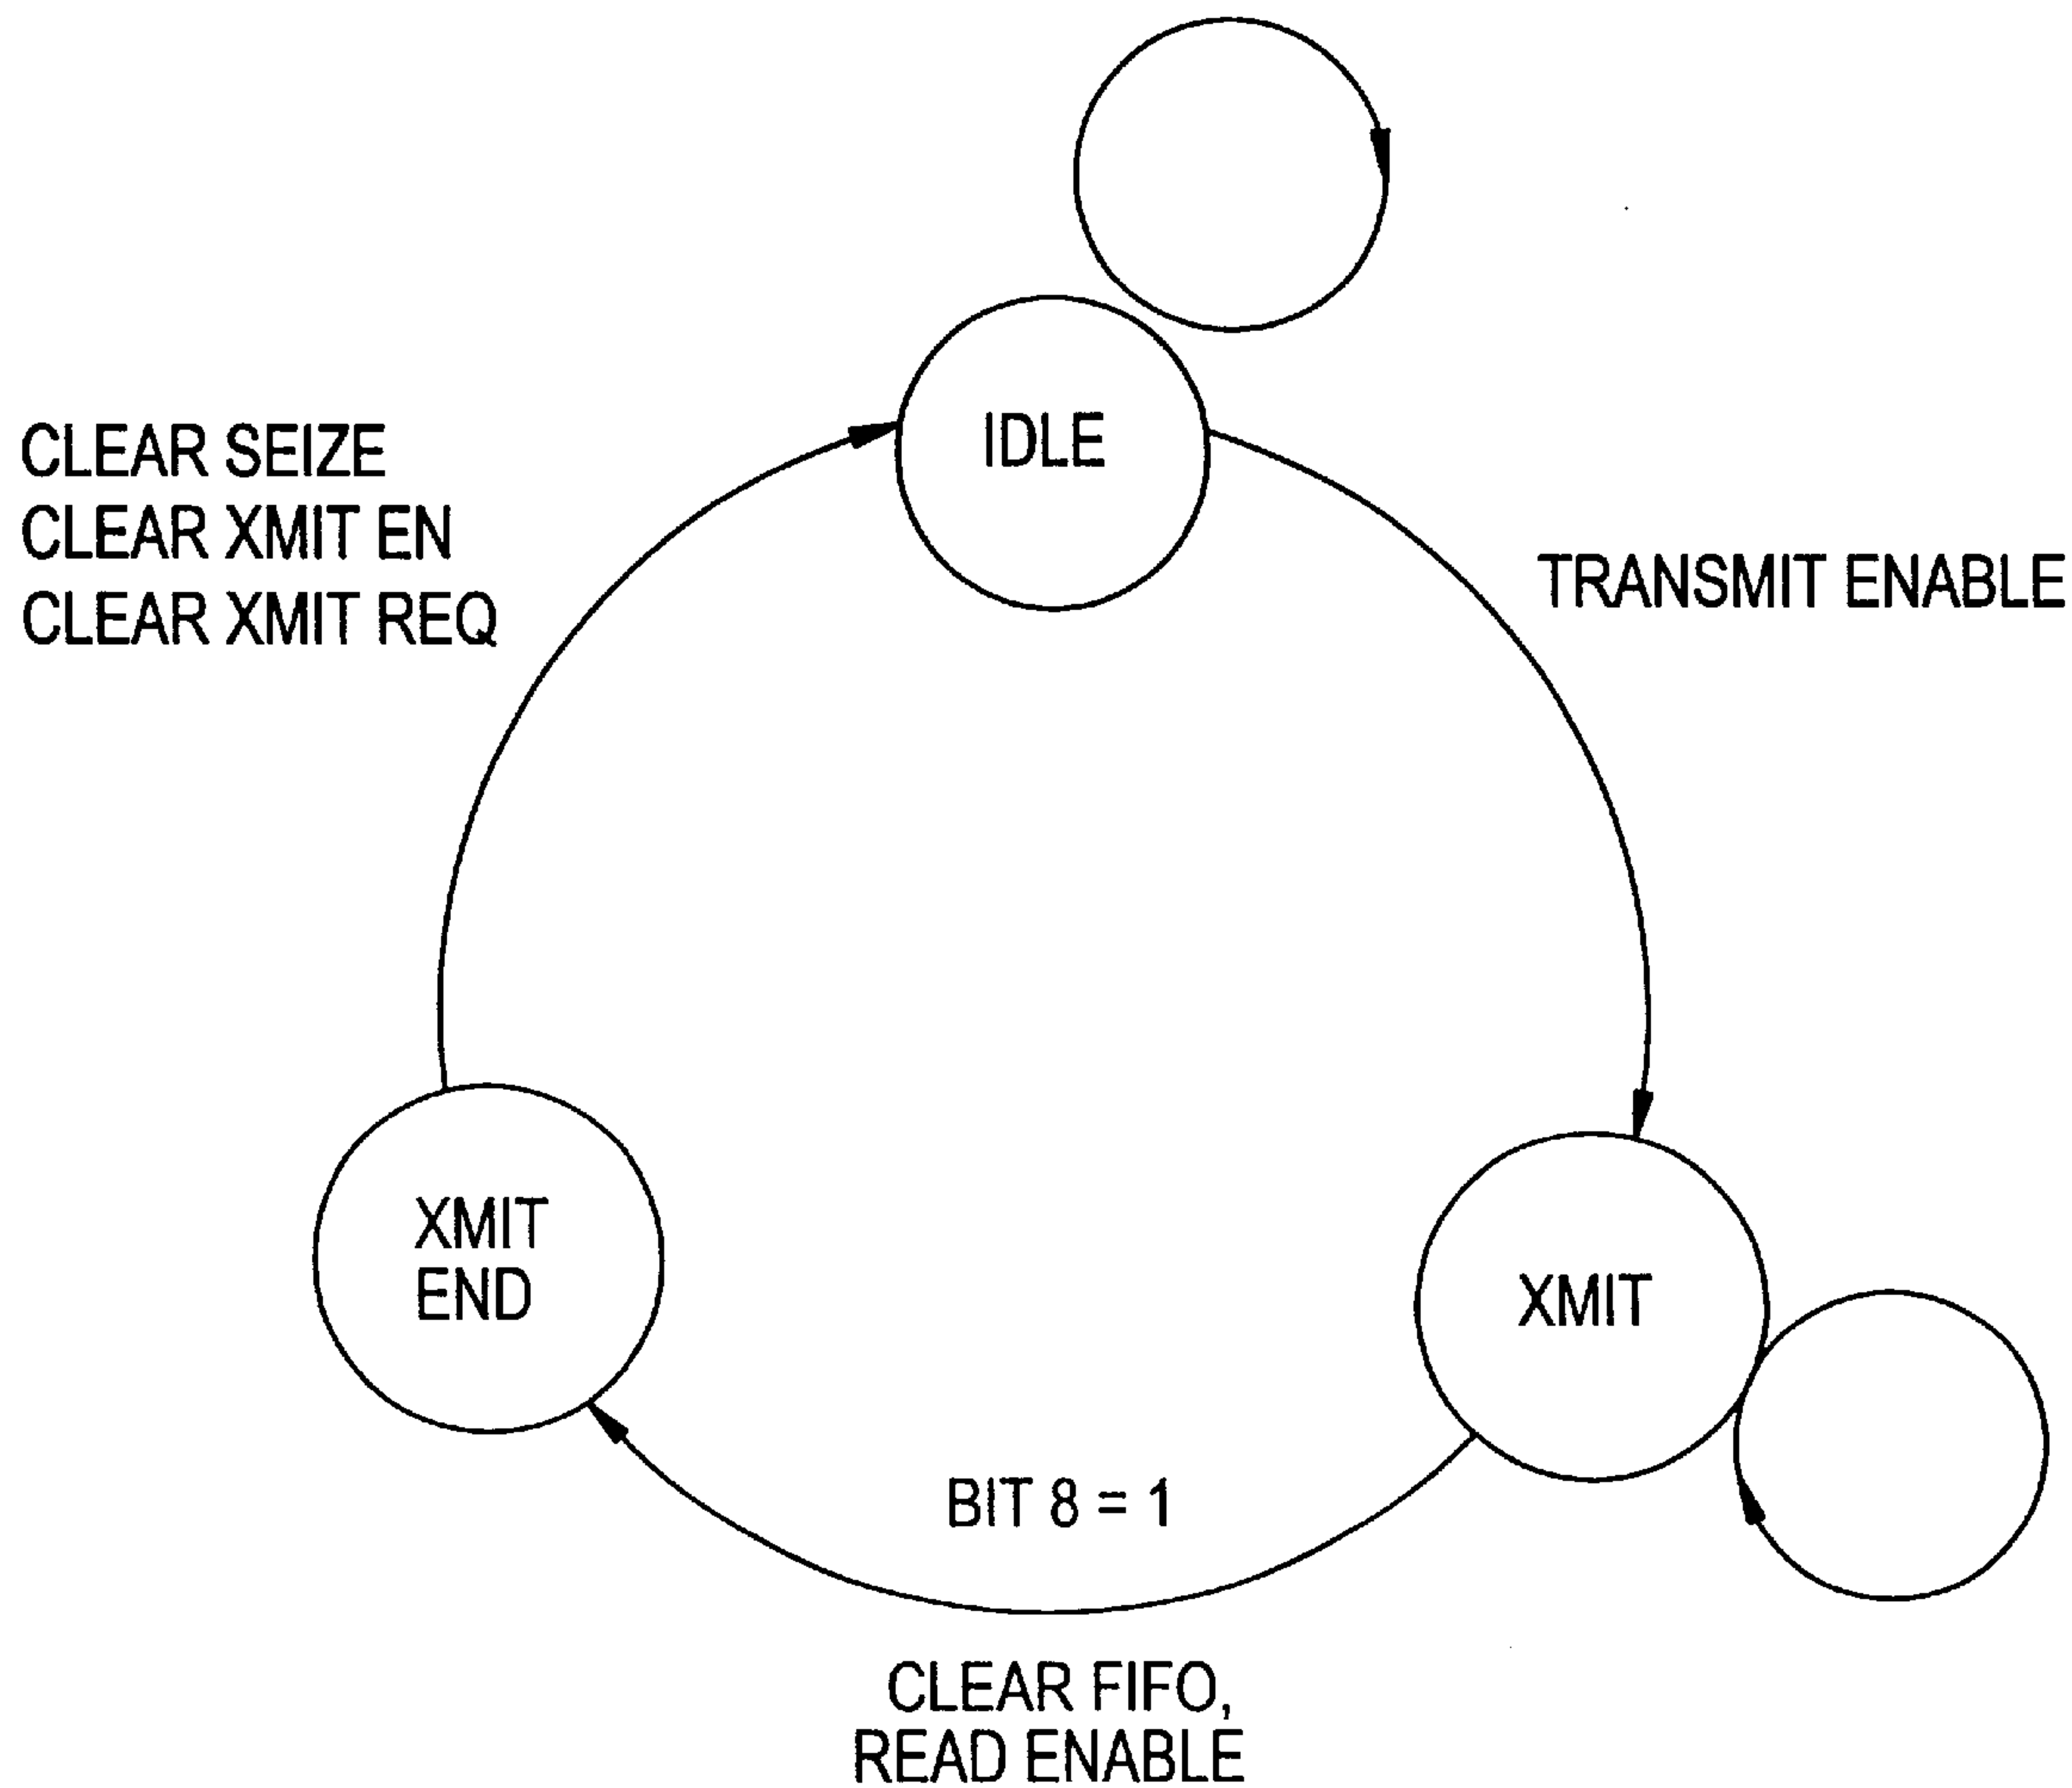 IDLE
CLEAR SEIZE
CLEAR XMIT EN
CLEAR XMIT REQ
TRANSMIT ENABLE
XMIT
END
XMIT
BIT 8 = 1
CLEAR FIFO,
READ ENABLE